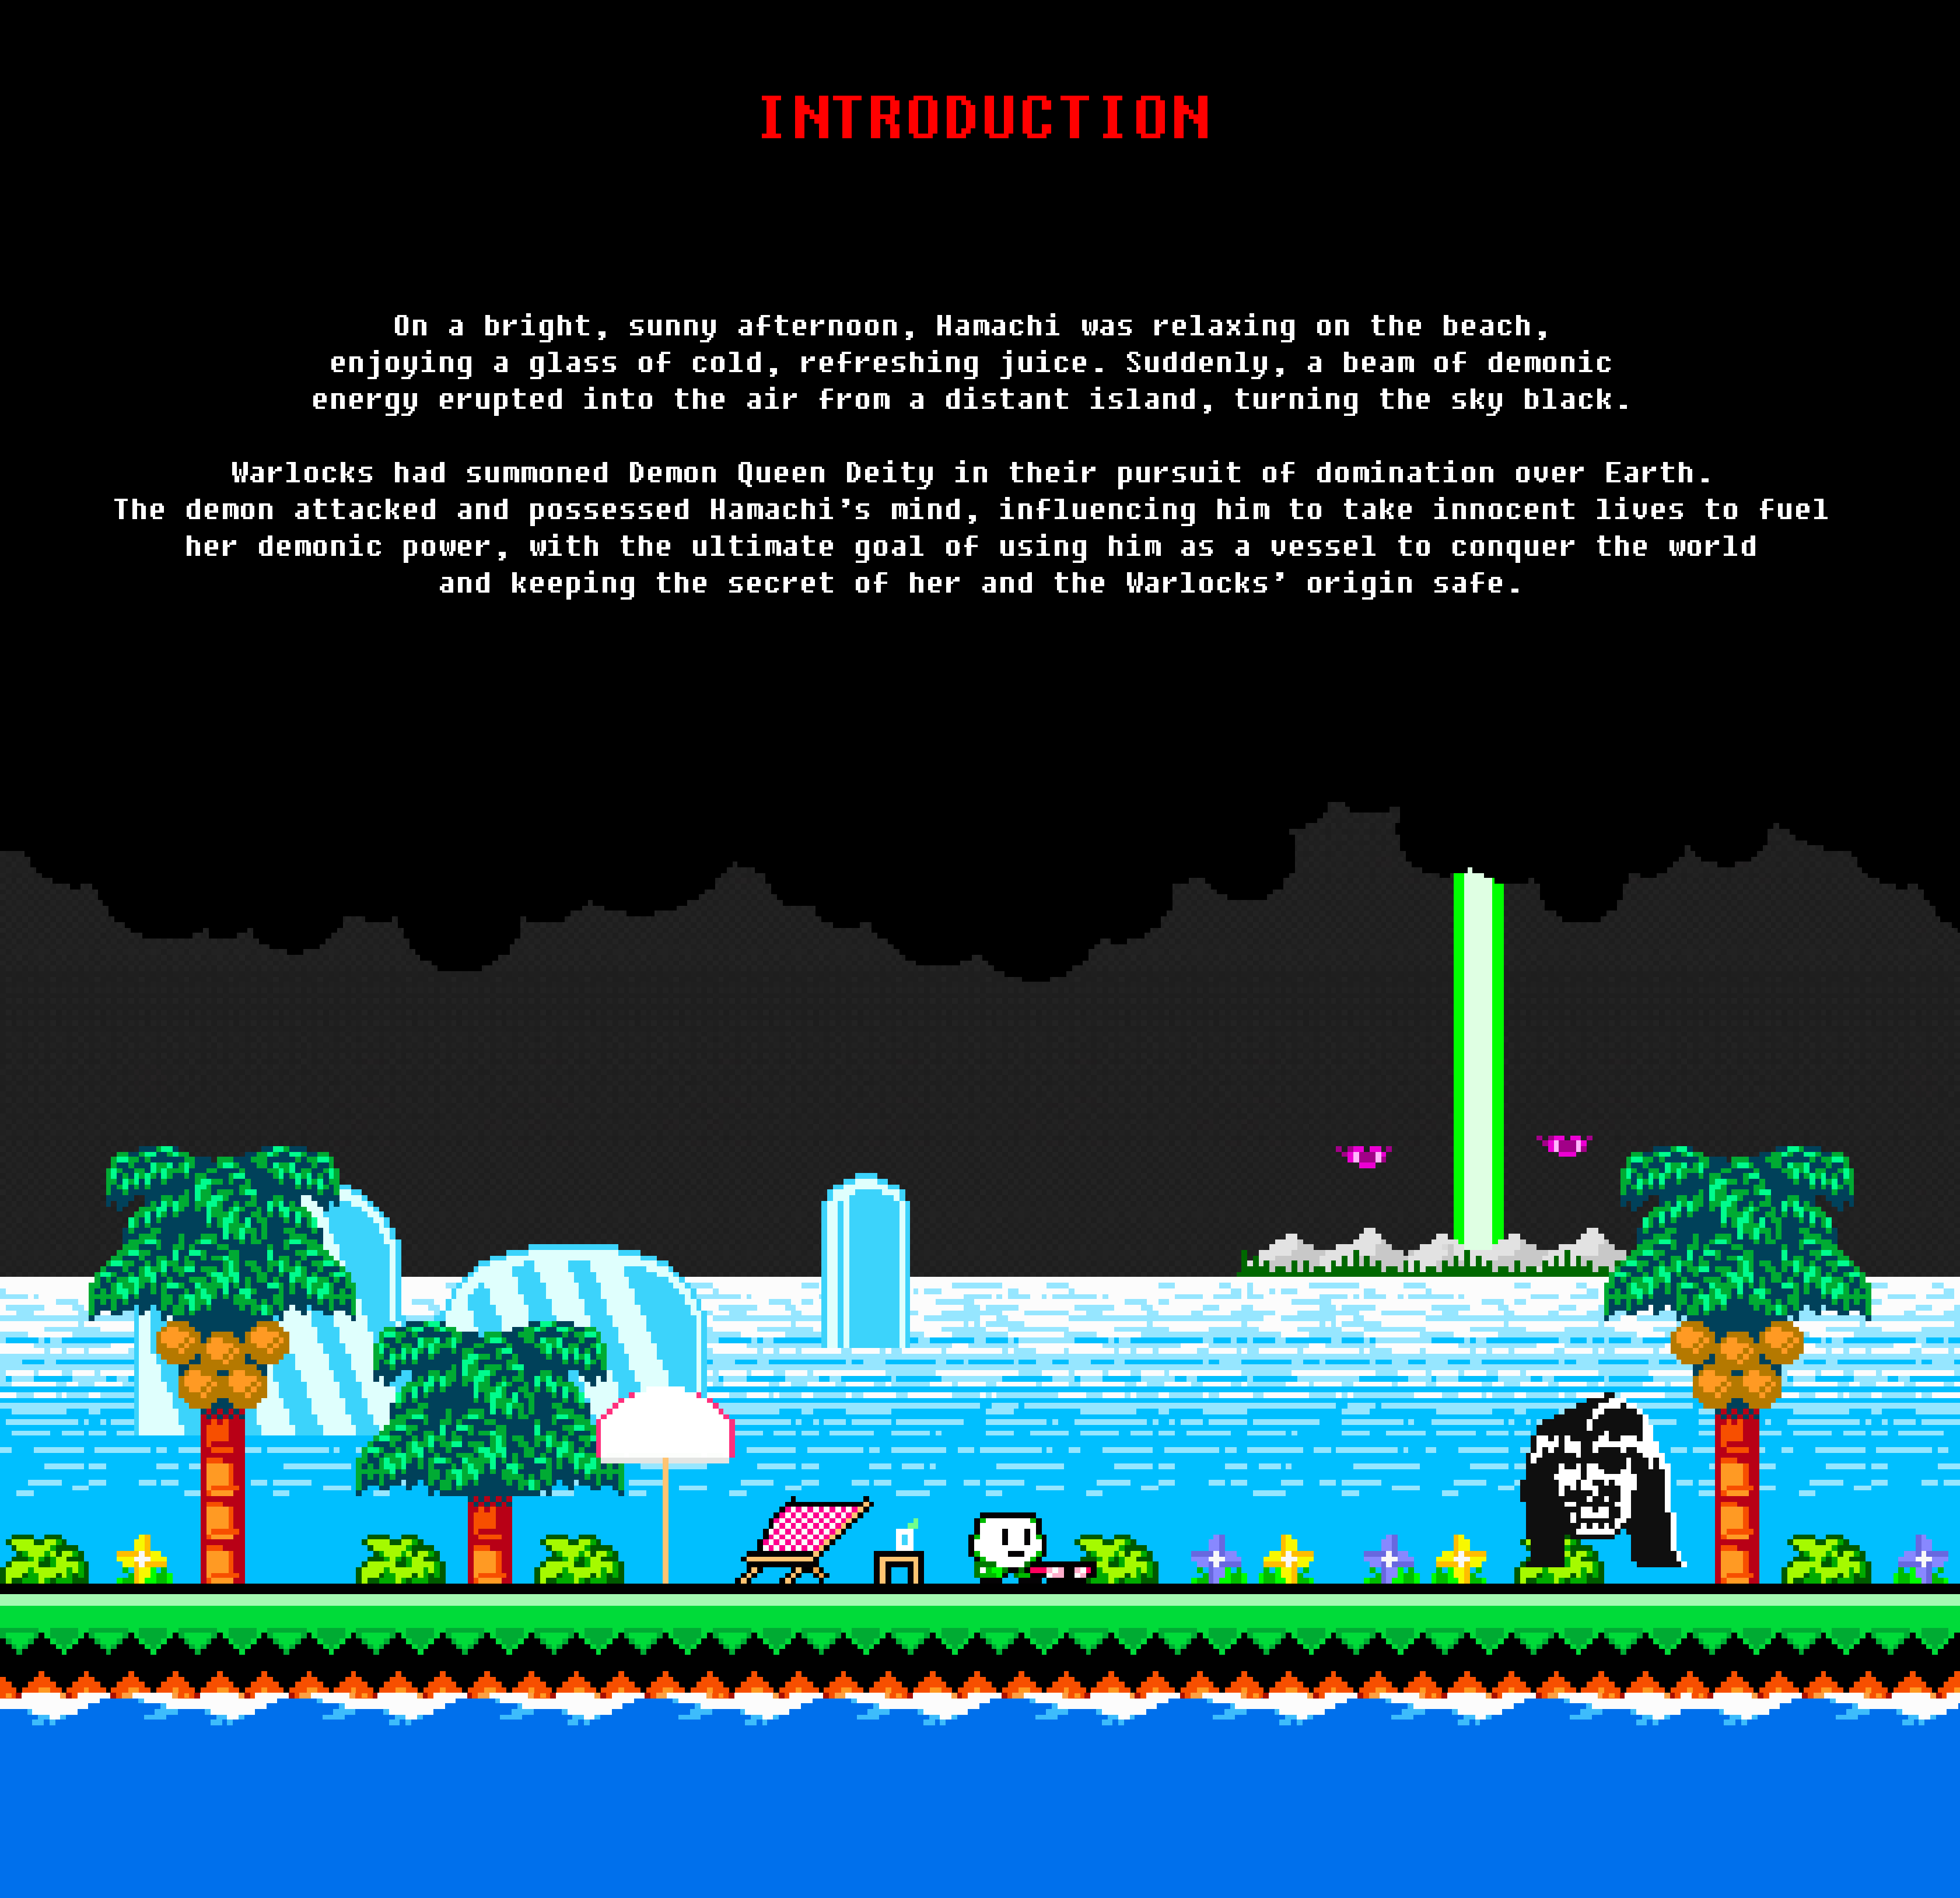 INTRODUCTION
On a bright, sunny afternoon, Hamachi was relaxing on the beach,
enjoying a glass of cold, refreshing juice. Suddenly, a beam of demonic
energy erupted into the air from a distant island, turning the sky black.
Warlocks had summoned Demon Queen Deity in their pursuit of domination over Earth.
The demon attacked and possessed Hamachi’s mind, influencing him to take innocent lives to fuel
her demonic power, with the ultimate goal of using him as a vessel to conquer the world
and keeping the secret of her and the Warlocks’ origin safe.